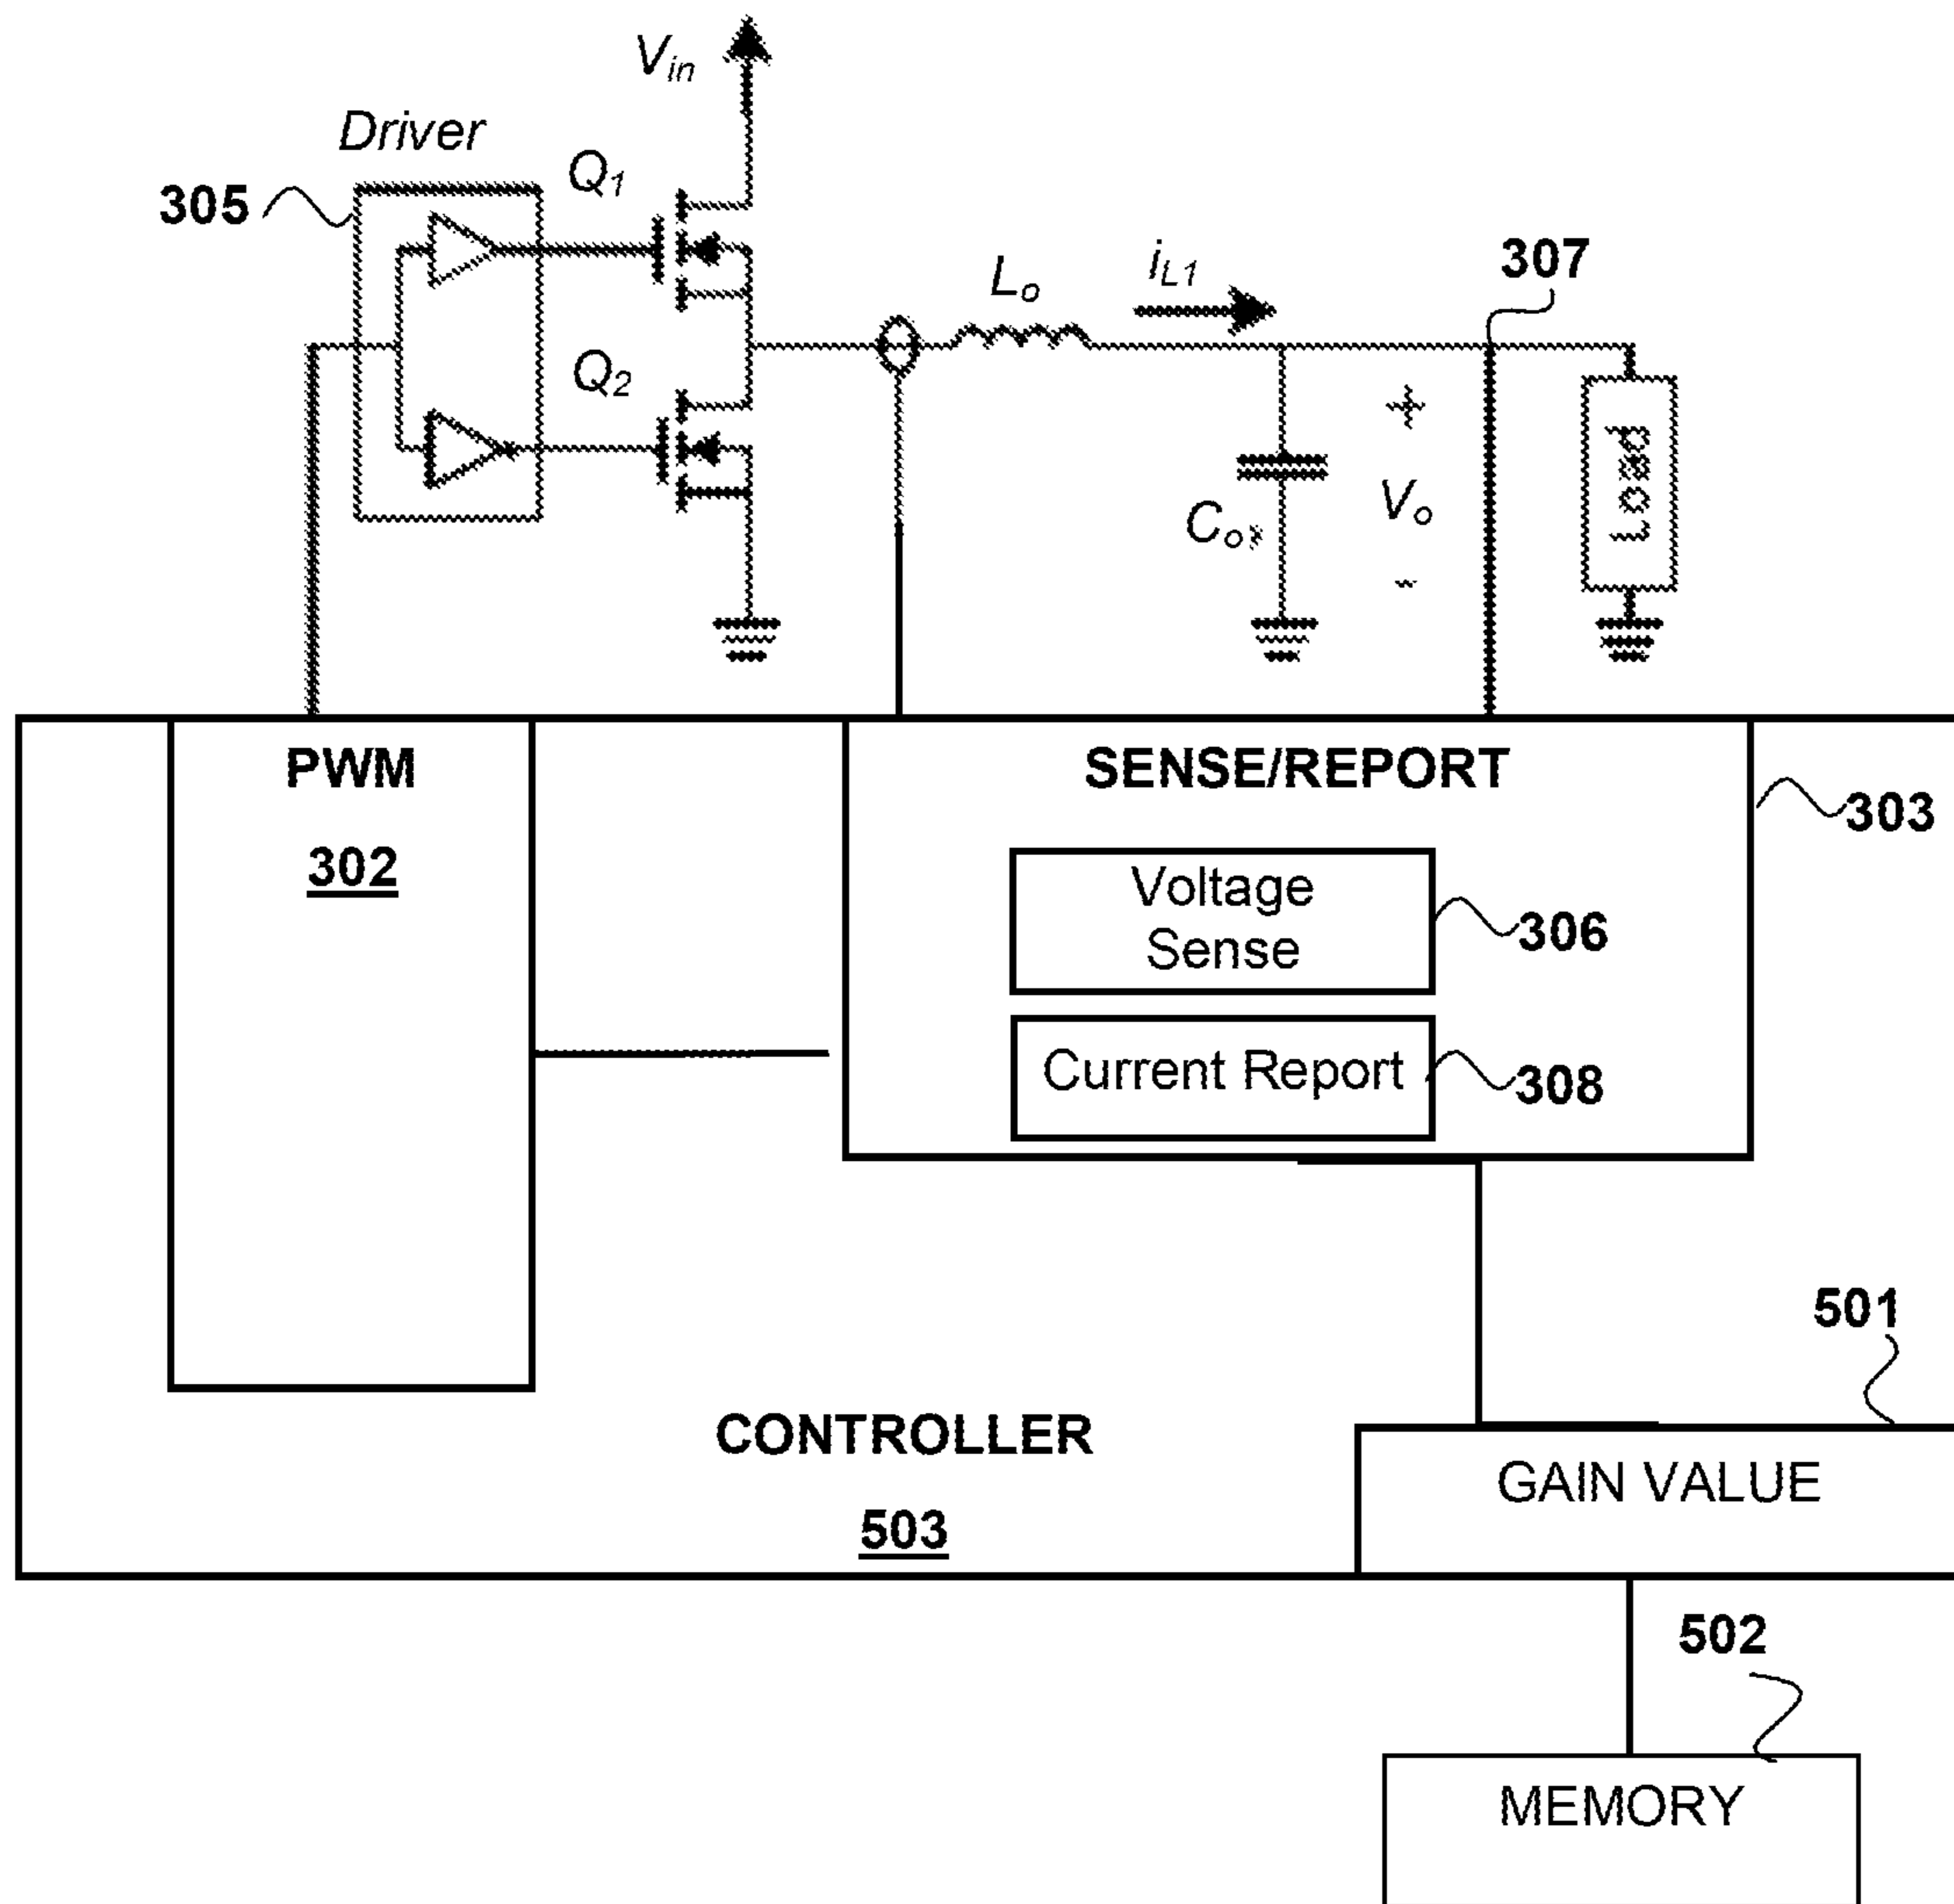 Vin
Driver
305
Q1
Q2
Lo
iL1
307
+
Vo
-
Co
Load
PWM
302
SENSE/REPORT
303
Voltage
Sense
306
Current Report
308
501
CONTROLLER
503
GAIN VALUE
502
MEMORY